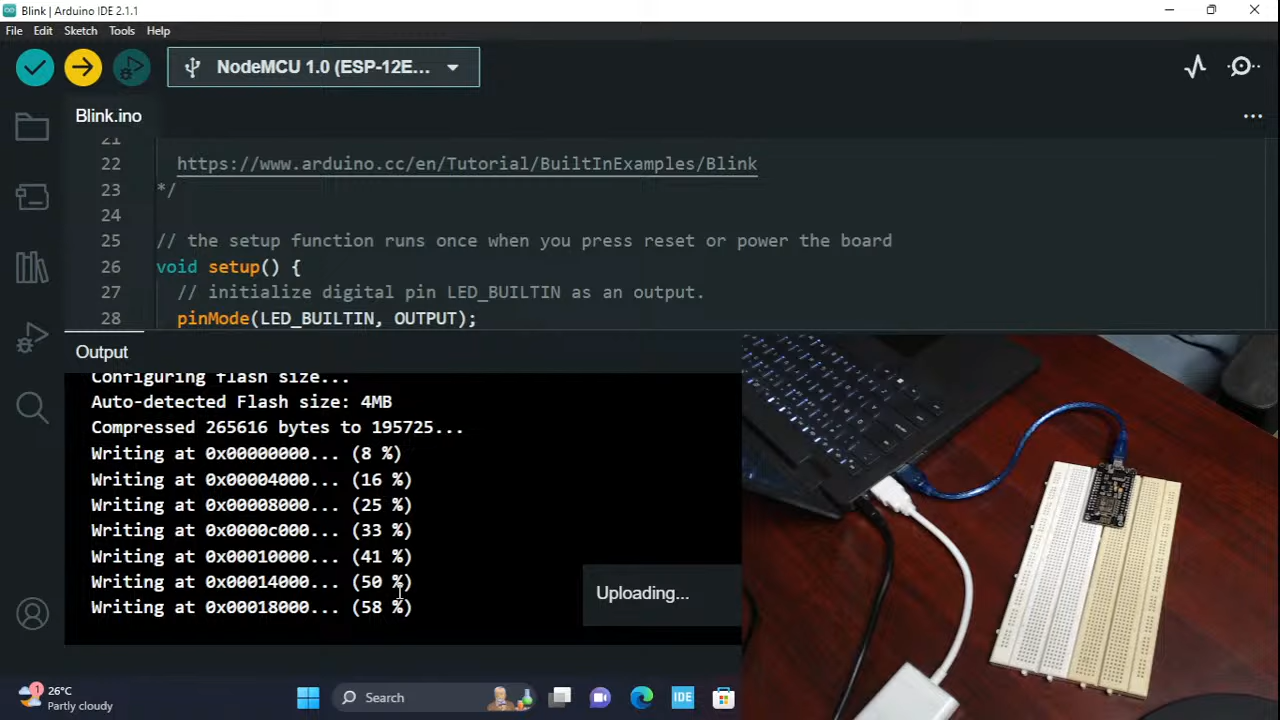 Blink | Arduino IDE 2.1.1
File Edit Sketch Tools Help
NodeMCU 1.0 (ESP-12E...
Blink.ino
21
22 https://www.arduino.cc/en/Tutorial/BuiltInExamples/Blink
23 */
24
25 // the setup function runs once when you press reset or power the board
26 void setup() {
27 // initialize digital pin LED_BUILTIN as an output.
28 pinMode(LED_BUILTIN, OUTPUT);
Output
Configuring flash size...
Auto-detected Flash size: 4MB
Compressed 265616 bytes to 195725...
Writing at 0x00000000... (8 %)
Writing at 0x00004000... (16 %)
Writing at 0x00008000... (25 %)
Writing at 0x0000c000... (33 %)
Writing at 0x00010000... (41 %)
Writing at 0x00014000... (50 %)
Writing at 0x00018000... (58 %)
Uploading...
1
26°C
Partly cloudy
Search
IDE